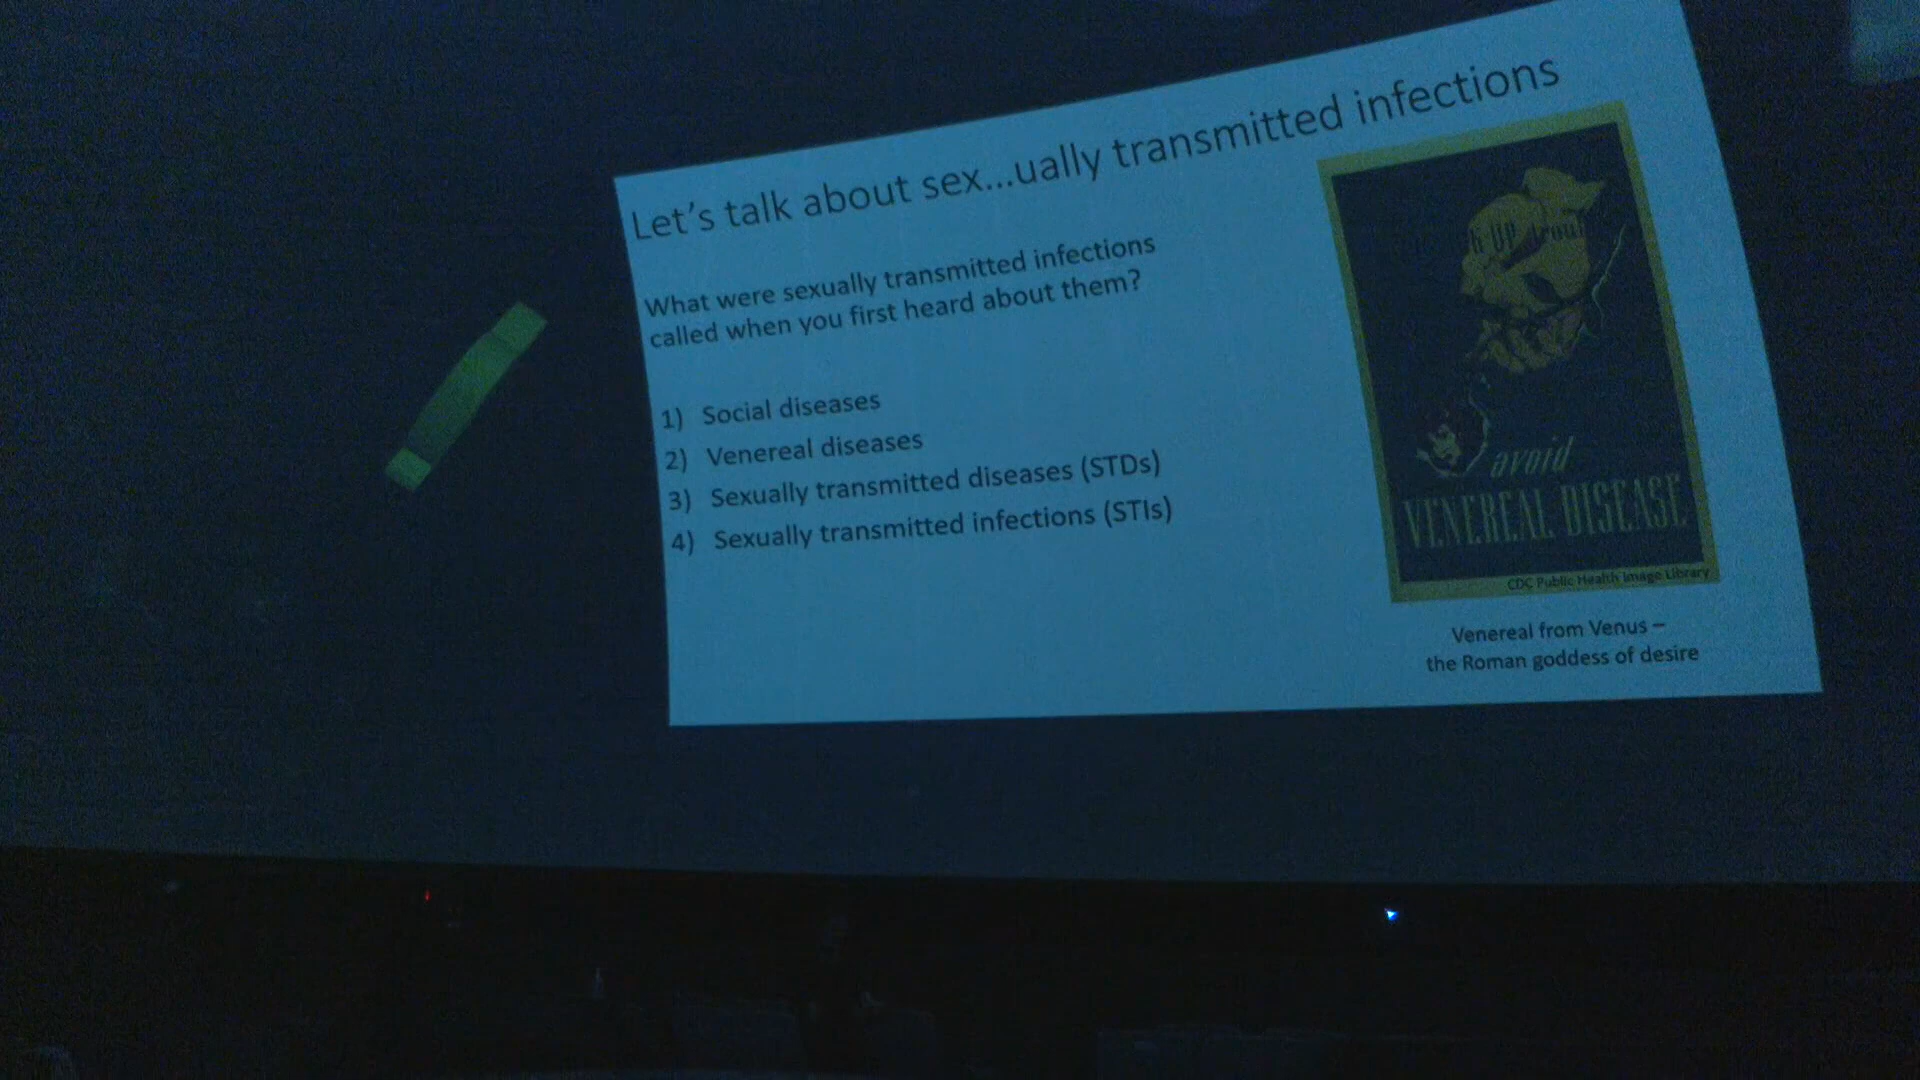 Let's talk about sex...ually transmitted infections
What were sexually transmitted infections
called when you first heard about them?
1) Social diseases
2) Venereal diseases
3) Sexually transmitted diseases (STDs)
4) Sexually transmitted infections (STIs)
UP
avoid
VENEREAL DISEASE
CDC Public Health Image Library
Venereal from Venus –
the Roman goddess of desire